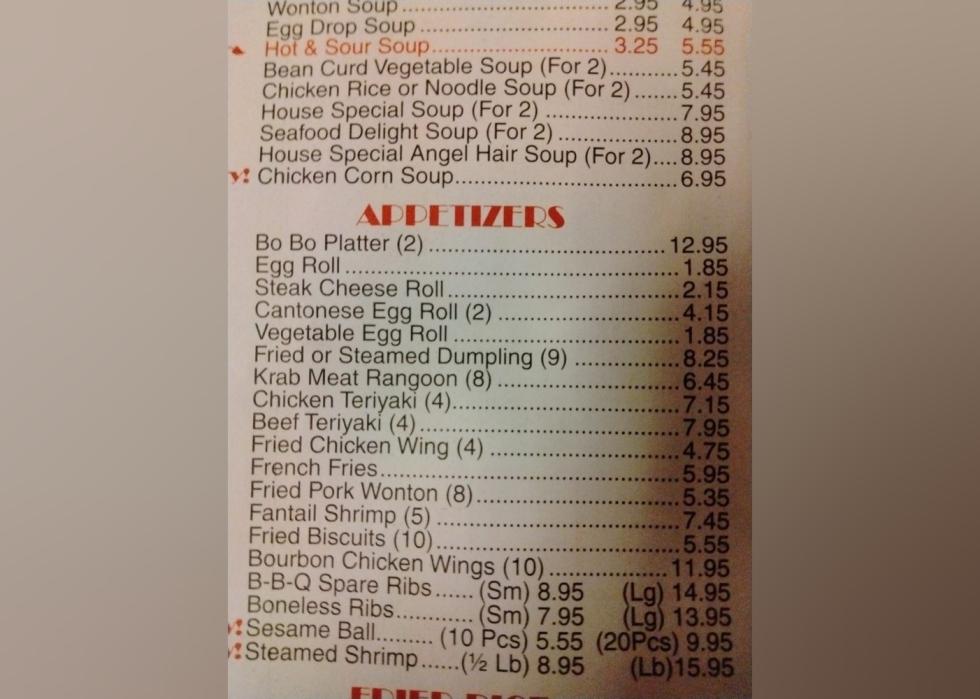 Wonton Soup.......................... 2.95 4.95
Egg Drop Soup ........................ 2.95 4.95
Hot & Sour Soup....................... 3.25 5.55
Bean Curd Vegetable Soup (For 2)...........5.45
Chicken Rice or Noodle Soup (For 2) .......5.45
House Special Soup (For 2) ......................7.95
Seafood Delight Soup (For 2) ...................8.95
House Special Angel Hair Soup (For 2)....8.95
y! Chicken Corn Soup....................................6.95
APPETIZERS
Bo Bo Platter (2) ...................................... 12.95
Egg Roll ......................................................1.85
Steak Cheese Roll ......................................2.15
Cantonese Egg Roll (2) ..............................4.15
Vegetable Egg Roll .....................................1.85
Fried or Steamed Dumpling (9) .................8.25
Krab Meat Rangoon (8) ..............................6.45
Chicken Teriyaki (4).....................................7.15
Beef Teriyaki (4) ..........................................7.95
Fried Chicken Wing (4) ...............................4.75
French Fries................................................5.95
Fried Pork Wonton (8).................................5.35
Fantail Shrimp (5) .......................................7.45
Fried Biscuits (10).......................................5.55
Bourbon Chicken Wings (10) ...................11.95
B-B-Q Spare Ribs...... (Sm) 8.95 (Lg) 14.95
Boneless Ribs............ (Sm) 7.95 (Lg) 13.95
! Sesame Ball......... (10 Pcs) 5.55 (20Pcs) 9.95
! Steamed Shrimp......(½ Lb) 8.95 (Lb)15.95